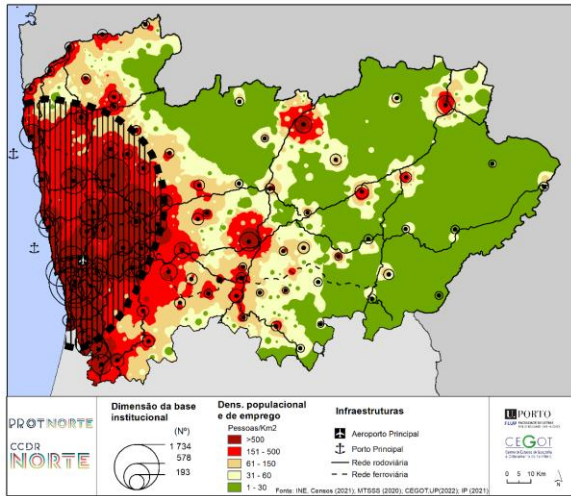 PROTNORTE
CCDR
NORTE
Dimensão da base
institucional
(Nº)
1 734
578
193
Dens. populacional
e de emprego
Pessoas/Km2
>500
151 - 500
61 - 150
31 - 60
1 - 30
Infraestruturas
Aeroporto Principal
Porto Principal
Rede rodoviária
Rede ferroviária
U.PORTO
FLUP
CEGOT
0 5 10 Km
N
Fonte: INE, Censos (2021); MTSSS (2020); CEGOT.UP(2022), IP (2021)